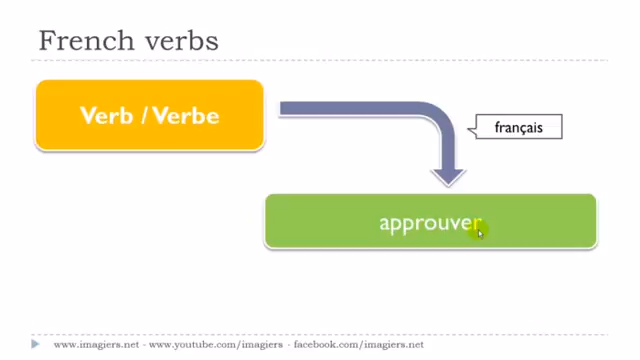 French verbs
Verb / Verbe
français
approuver
www.imagiers.net - www.youtube.com/imagiers - facebook.com/imagiers.net